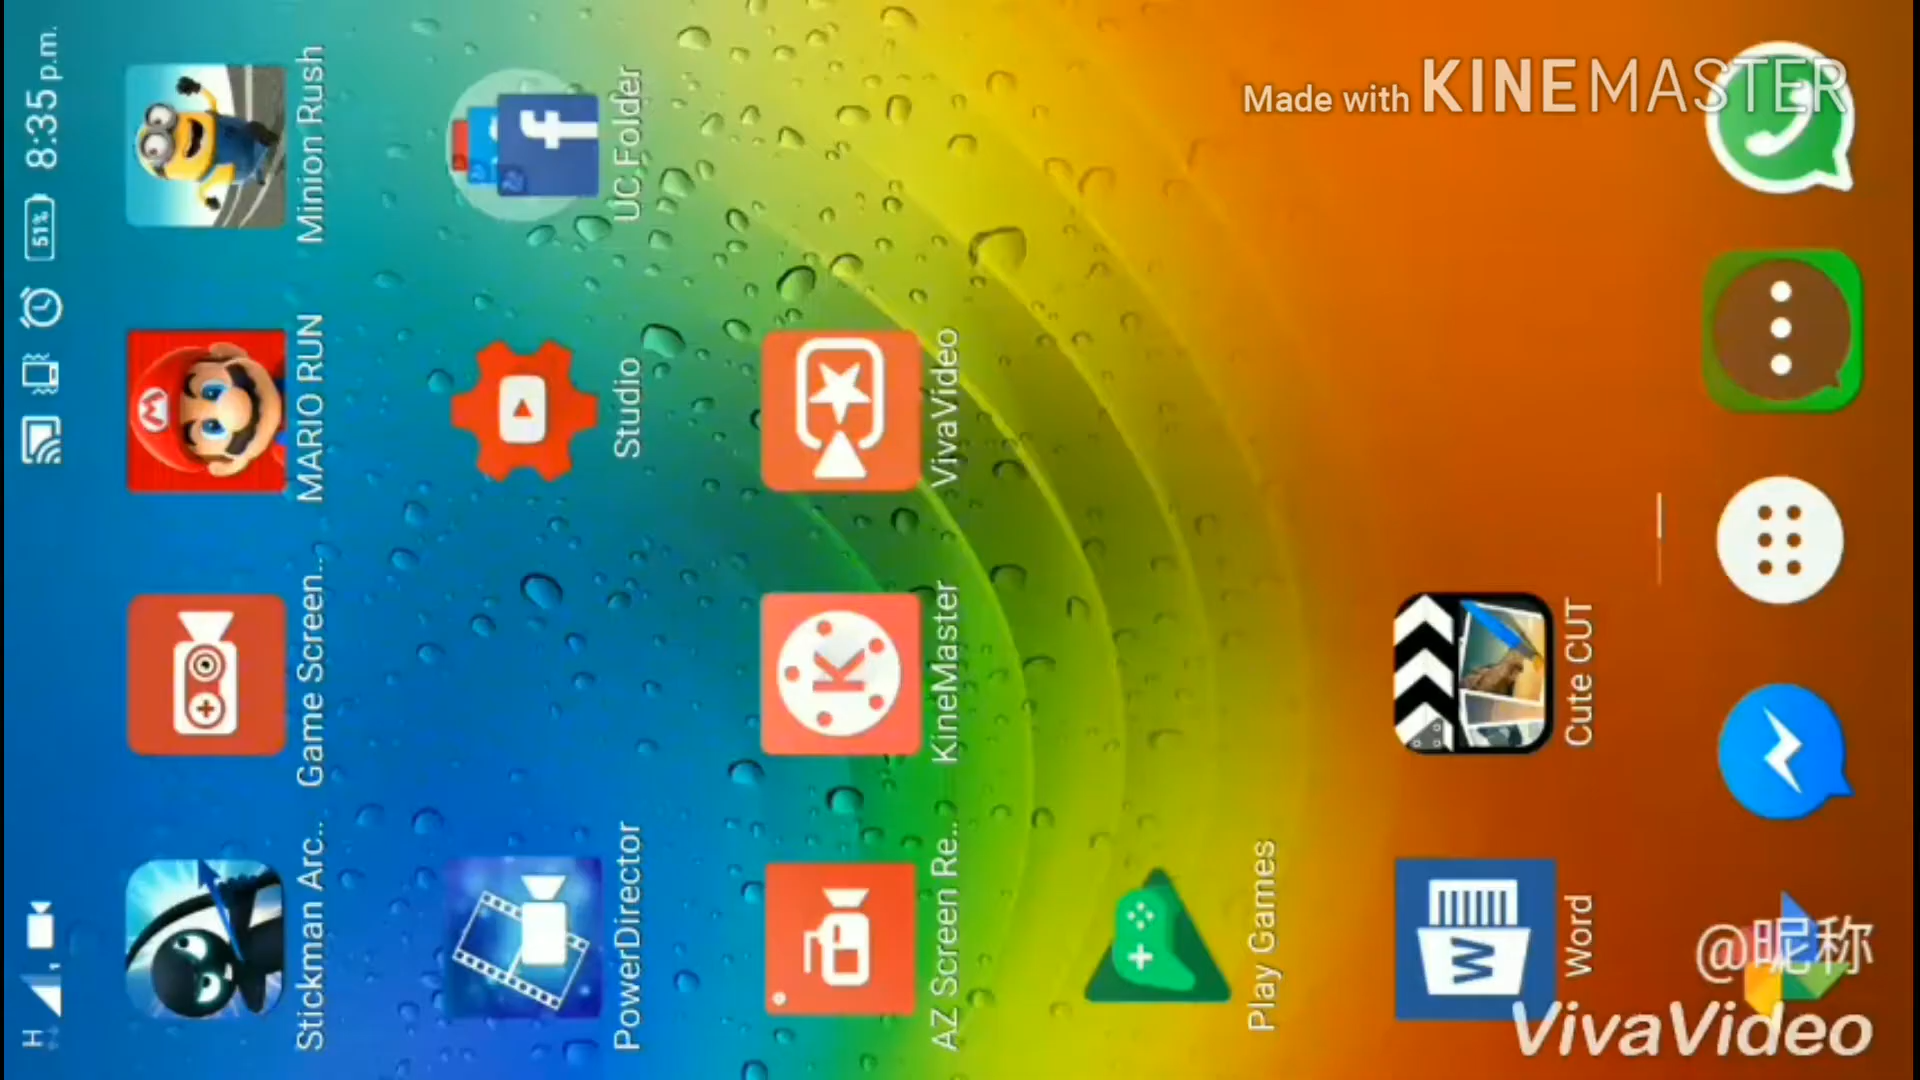 H 1 51% 8:35 p.m.
Stickman Arc.. Game Screen.. MARIO RUN Minion Rush
M
PowerDirector Studio UC Folder
f
AZ Screen Re.. KineMaster VivaVideo
K
Play Games
Word Cute CUT
W
Made with KINEMASTER
@昵称
VivaVideo